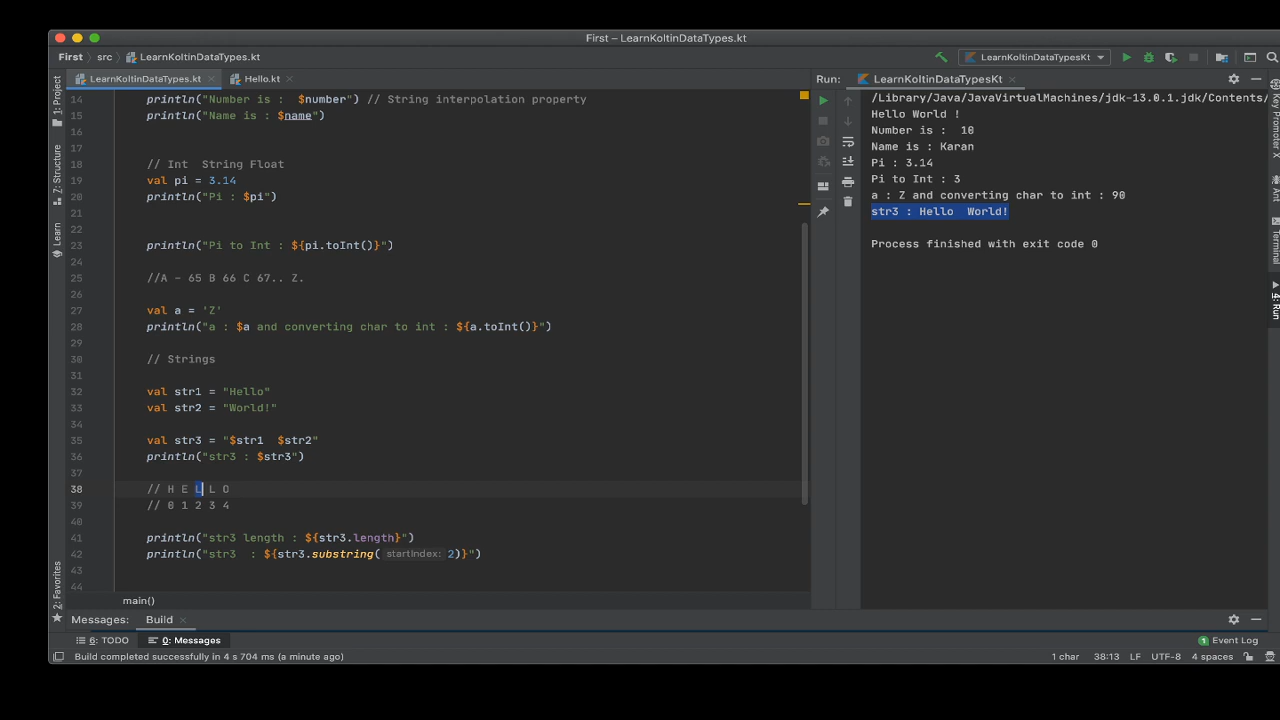 First – LearnKoltinDataTypes.kt
First › src › LearnKoltinDataTypes.kt
LearnKoltinDataTypesKt
LearnKoltinDataTypes.kt
Hello.kt
Run: LearnKoltinDataTypesKt
1: Project
7: Structure
Learn
2: Favorites
14 println("Number is :  $number") // String interpolation property
15 println("Name is : $name")
16
17
18 // Int  String Float
19 val pi = 3.14
20 println("Pi : $pi")
21
22
23 println("Pi to Int : ${pi.toInt()}")
24
25 //A - 65 B 66 C 67.. Z.
26
27 val a = 'Z'
28 println("a : $a and converting char to int : ${a.toInt()}")
29
30 // Strings
31
32 val str1 = "Hello"
33 val str2 = "World!"
34
35 val str3 = "$str1  $str2"
36 println("str3 : $str3")
37
38 // H E L L O
39 // 0 1 2 3 4
40
41 println("str3 length : ${str3.length}")
42 println("str3  : ${str3.substring( startIndex: 2)}")
43
44
main()
/Library/Java/JavaVirtualMachines/jdk-13.0.1.jdk/Contents/
Hello World !
Number is :  10
Name is : Karan
Pi : 3.14
Pi to Int : 3
a : Z and converting char to int : 90
str3 : Hello  World!
Process finished with exit code 0
Key Promoter X
Ant
Terminal
4: Run
Messages: Build
6: TODO
0: Messages
1 Event Log
Build completed successfully in 4 s 704 ms (a minute ago)
1 char 38:13 LF UTF-8 4 spaces